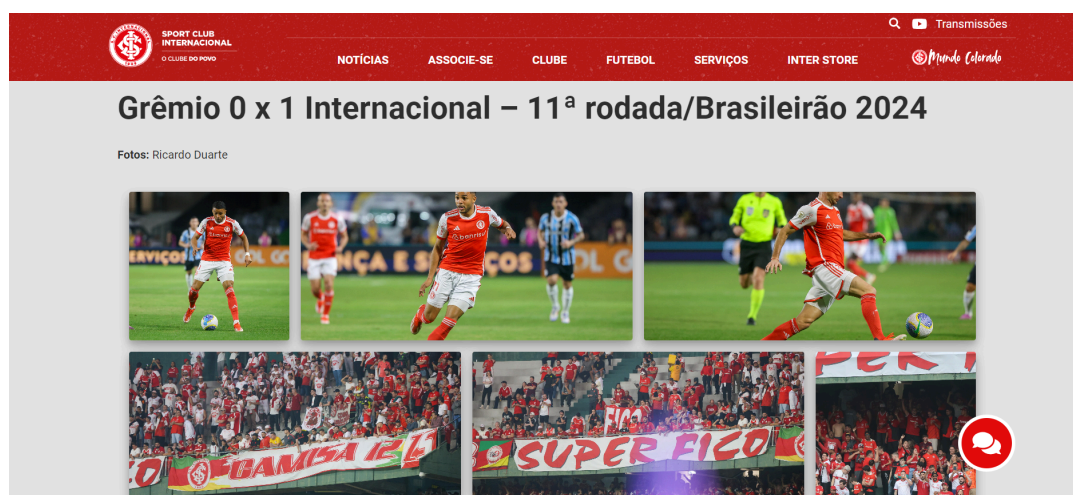 Transmissões
SPORT CLUB
INTERNACIONAL
O CLUBE DO POVO
NOTÍCIAS ASSOCIE-SE CLUBE FUTEBOL SERVIÇOS INTER STORE Mundo Colorado
Grêmio 0 x 1 Internacional – 11ª rodada/Brasileirão 2024
Fotos: Ricardo Duarte
CAMISA 12
FICO
SUPER FICO